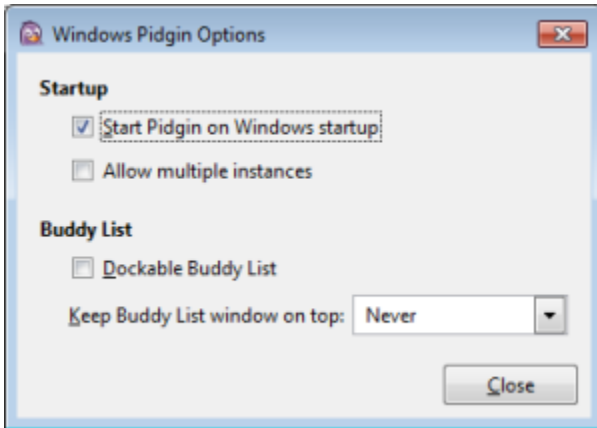 Windows Pidgin Options
Startup
Start Pidgin on Windows startup
Allow multiple instances
Buddy List
Dockable Buddy List
Keep Buddy List window on top: Never
Close